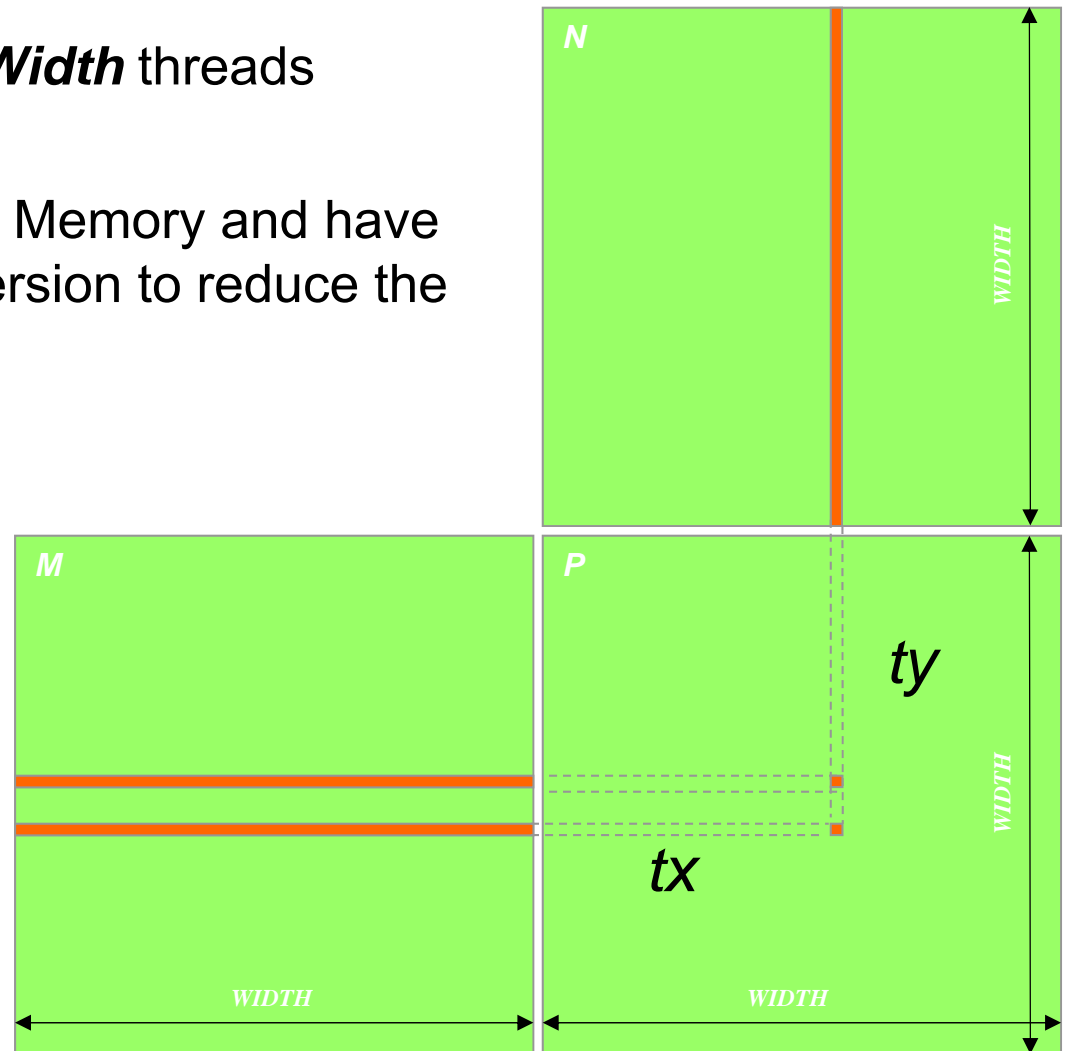 Width threads
Memory and have
ersion to reduce the
N
WIDTH
M
P
ty
WIDTH
tx
WIDTH
WIDTH